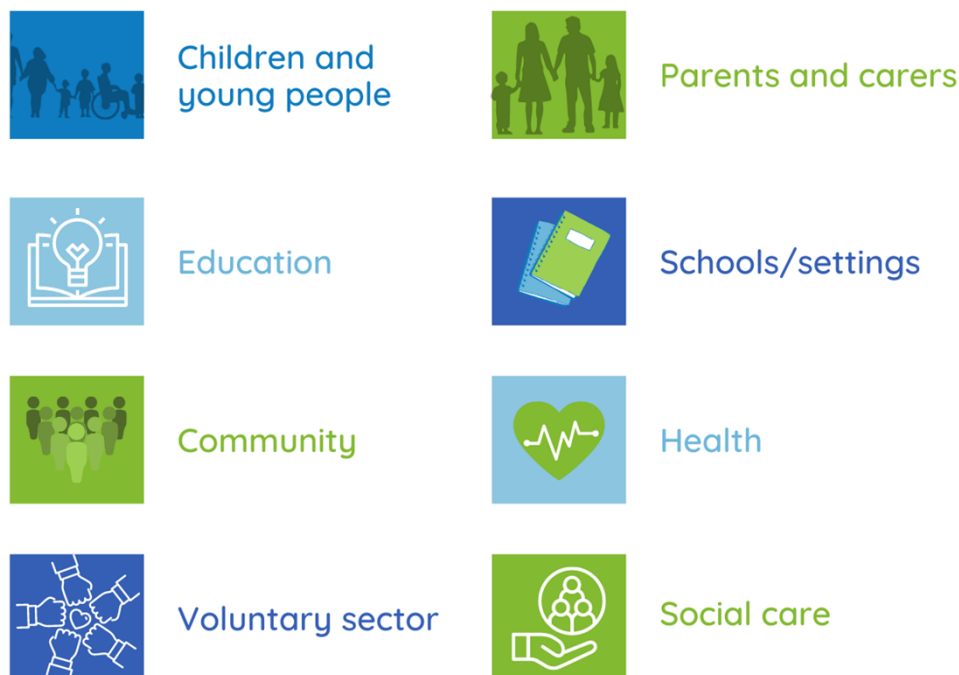 Children and
young people
Parents and carers
Education
Schools/settings
Community
Health
Voluntary sector
Social care